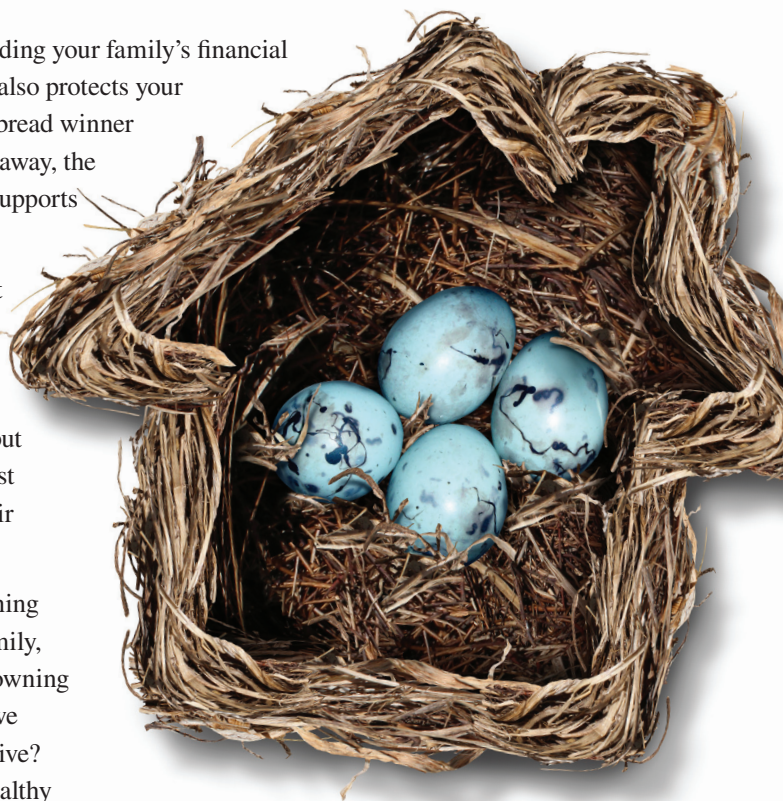 ding your family's financial
also protects your
bread winner
away, the
upports
t
out
st
ir
ning
mily,
owning
ve
ive?
althy